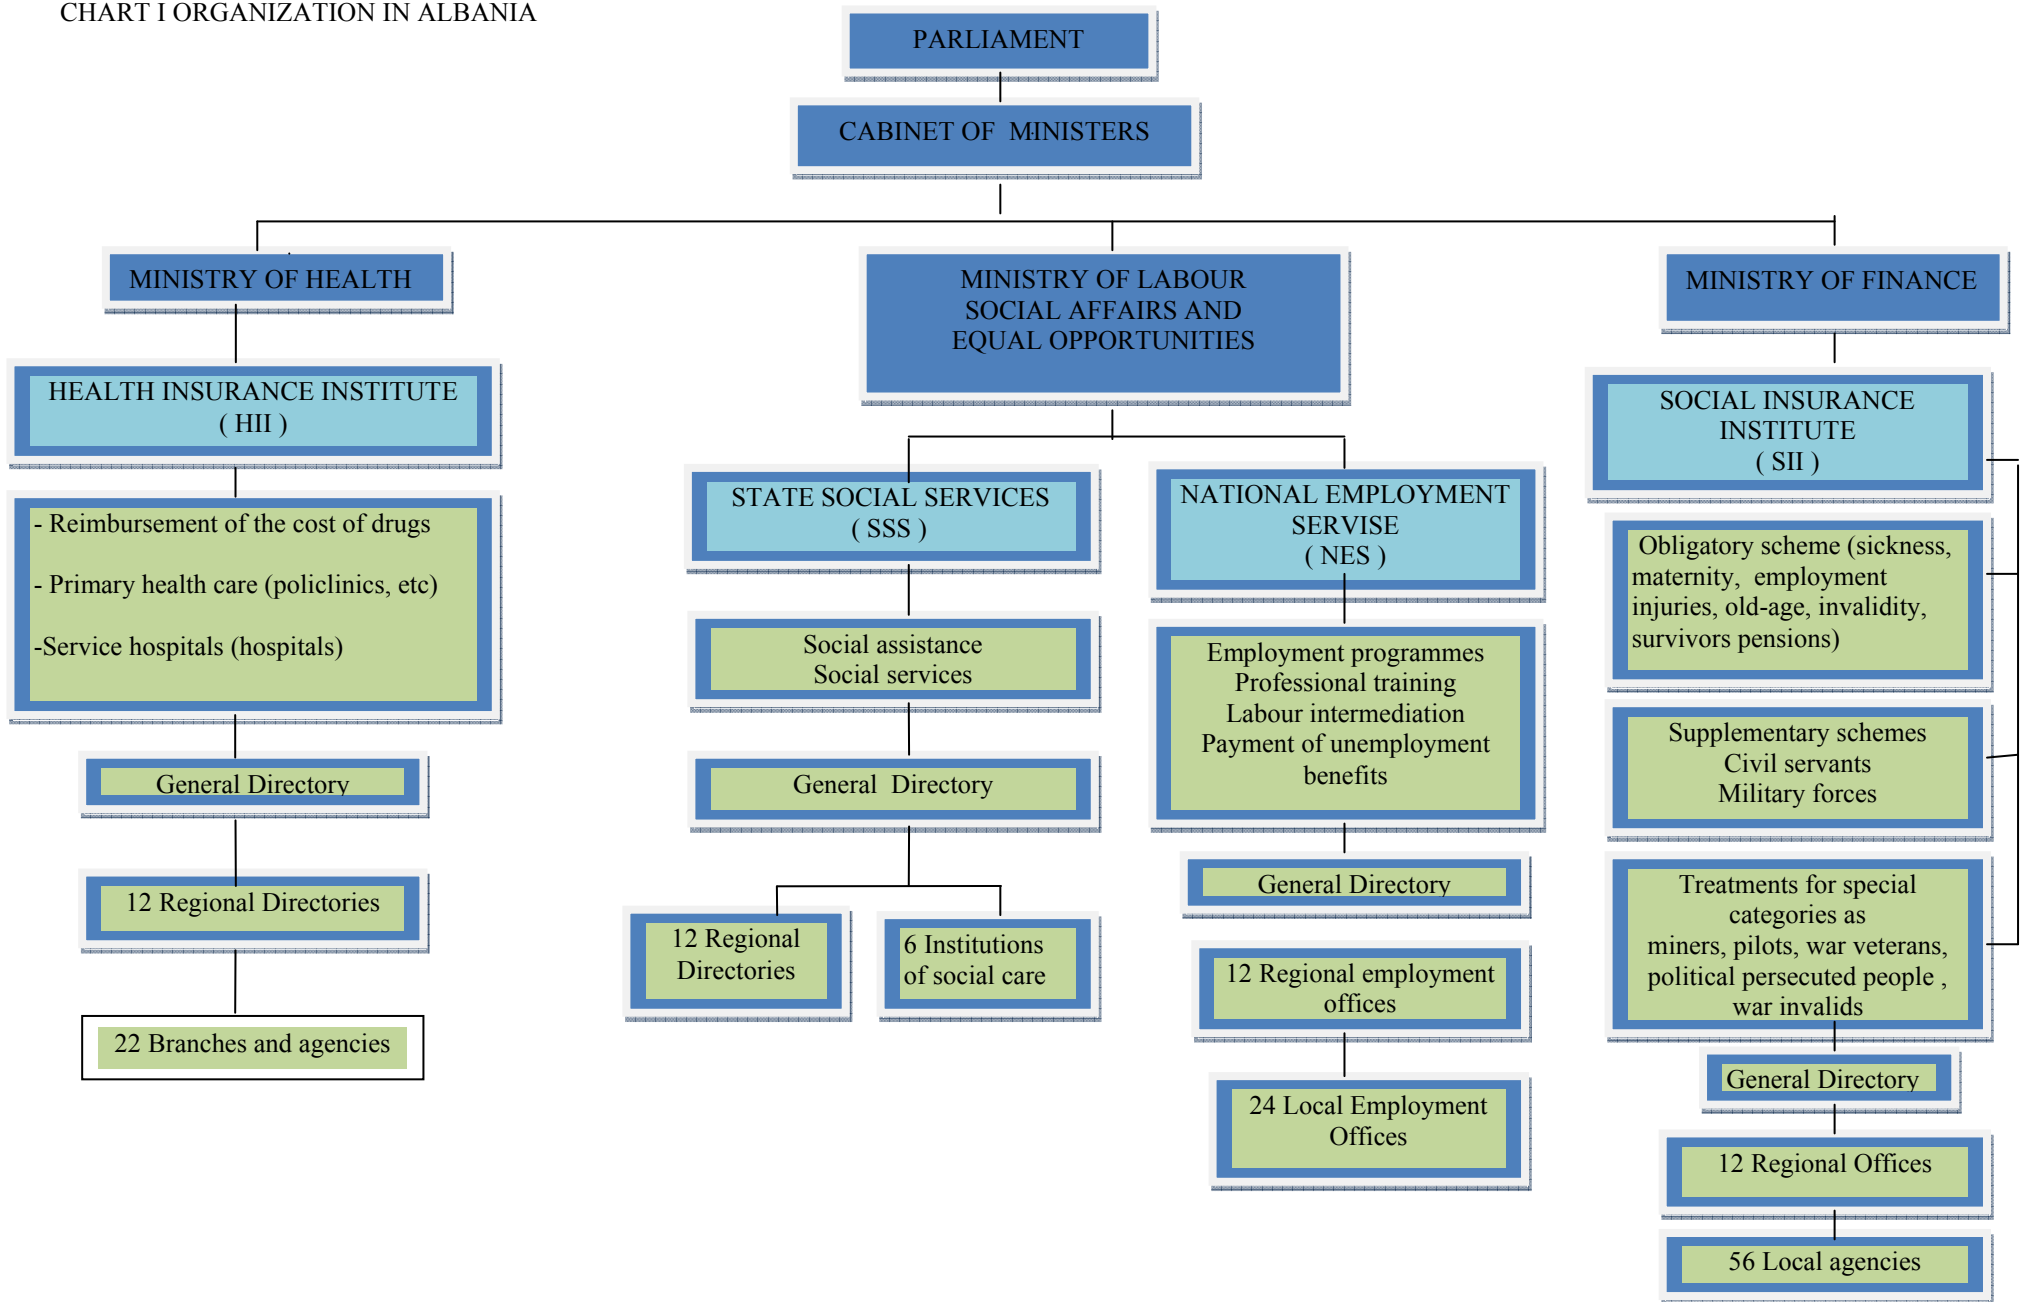 CHART I ORGANIZATION IN ALBANIA
PARLIAMENT
CABINET OF MINISTERS
MINISTRY OF HEALTH
MINISTRY OF LABOUR
SOCIAL AFFAIRS AND
EQUAL OPPORTUNITIES
MINISTRY OF FINANCE
HEALTH INSURANCE INSTITUTE
( HII )
- Reimbursement of the cost of drugs
- Primary health care (policlinics, etc)
-Service hospitals (hospitals)
General Directory
12 Regional Directories
22 Branches and agencies
STATE SOCIAL SERVICES
( SSS )
Social assistance
Social services
General Directory
12 Regional
Directories
6 Institutions
of social care
NATIONAL EMPLOYMENT
SERVISE
( NES )
Employment programmes
Professional training
Labour intermediation
Payment of unemployment
benefits
General Directory
12 Regional employment
offices
24 Local Employment
Offices
SOCIAL INSURANCE
INSTITUTE
( SII )
Obligatory scheme (sickness,
maternity, employment
injuries, old-age, invalidity,
survivors pensions)
Supplementary schemes
Civil servants
Military forces
Treatments for special
categories as
miners, pilots, war veterans,
political persecuted people ,
war invalids
General Directory
12 Regional Offices
56 Local agencies